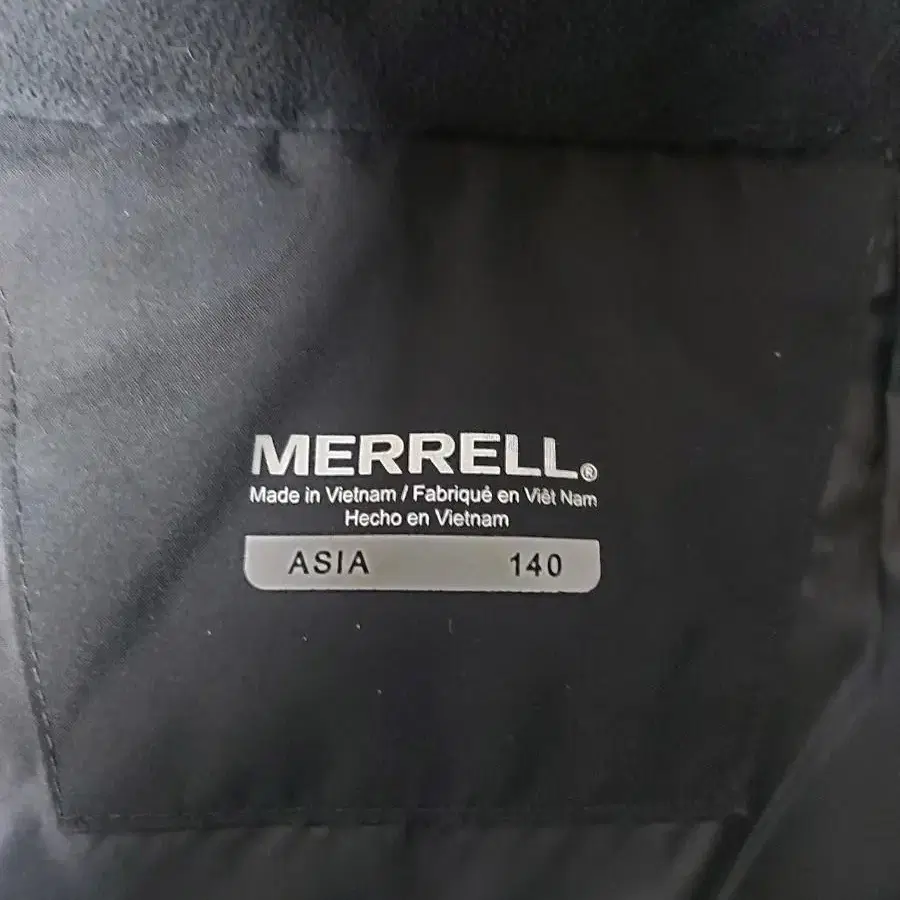 MERRELL®
Made in Vietnam / Fabriqué en Viêt Nam
Hecho en Vietnam
ASIA 140